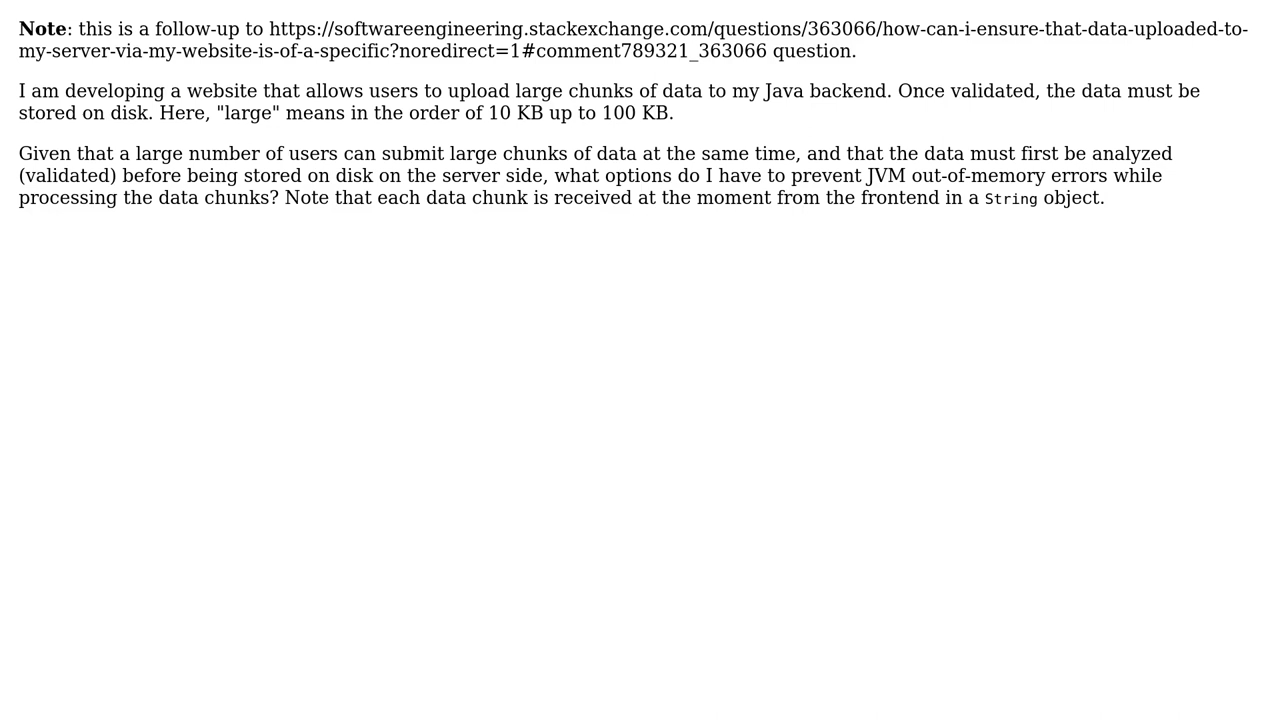 Note: this is a follow-up to https://softwareengineering.stackexchange.com/questions/363066/how-can-i-ensure-that-data-uploaded-to-
my-server-via-my-website-is-of-a-specific?noredirect=1#comment789321_363066 question.
I am developing a website that allows users to upload large chunks of data to my Java backend. Once validated, the data must be
stored on disk. Here, "large" means in the order of 10 KB up to 100 KB.
Given that a large number of users can submit large chunks of data at the same time, and that the data must first be analyzed
(validated) before being stored on disk on the server side, what options do I have to prevent JVM out-of-memory errors while
processing the data chunks? Note that each data chunk is received at the moment from the frontend in a String object.